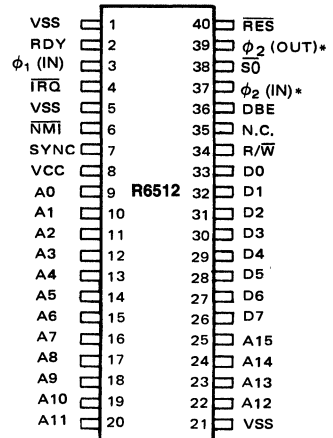 VSS 1 40 R̅E̅S̅
RDY 2 39 ϕ2 (OUT)*
ϕ1 (IN) 3 38 S̅0̅
I̅R̅Q̅ 4 37 ϕ2 (IN)*
VSS 5 36 DBE
N̅M̅I̅ 6 35 N.C.
SYNC 7 34 R/W̅
VCC 8 33 D0
A0 9 R6512 32 D1
A1 10 31 D2
A2 11 30 D3
A3 12 29 D4
A4 13 28 D5
A5 14 27 D6
A6 15 26 D7
A7 16 25 A15
A8 17 24 A14
A9 18 23 A13
A10 19 22 A12
A11 20 21 VSS